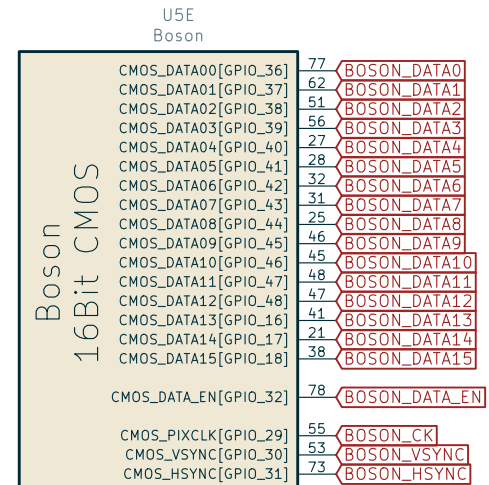 U5E
Boson
CMOS_DATA00[GPIO_36] 77 BOSON_DATA0
CMOS_DATA01[GPIO_37] 62 BOSON_DATA1
CMOS_DATA02[GPIO_38] 51 BOSON_DATA2
CMOS_DATA03[GPIO_39] 56 BOSON_DATA3
CMOS_DATA04[GPIO_40] 27 BOSON_DATA4
CMOS_DATA05[GPIO_41] 28 BOSON_DATA5
CMOS_DATA06[GPIO_42] 32 BOSON_DATA6
CMOS_DATA07[GPIO_43] 31 BOSON_DATA7
CMOS_DATA08[GPIO_44] 25 BOSON_DATA8
CMOS_DATA09[GPIO_45] 46 BOSON_DATA9
CMOS_DATA10[GPIO_46] 45 BOSON_DATA10
CMOS_DATA11[GPIO_47] 48 BOSON_DATA11
CMOS_DATA12[GPIO_48] 47 BOSON_DATA12
CMOS_DATA13[GPIO_16] 41 BOSON_DATA13
CMOS_DATA14[GPIO_17] 21 BOSON_DATA14
CMOS_DATA15[GPIO_18] 38 BOSON_DATA15
CMOS_DATA_EN[GPIO_32] 78 BOSON_DATA_EN
CMOS_PIXCLK[GPIO_29] 55 BOSON_CK
CMOS_VSYNC[GPIO_30] 53 BOSON_VSYNC
CMOS_HSYNC[GPIO_31] 73 BOSON_HSYNC
Boson
16Bit CMOS